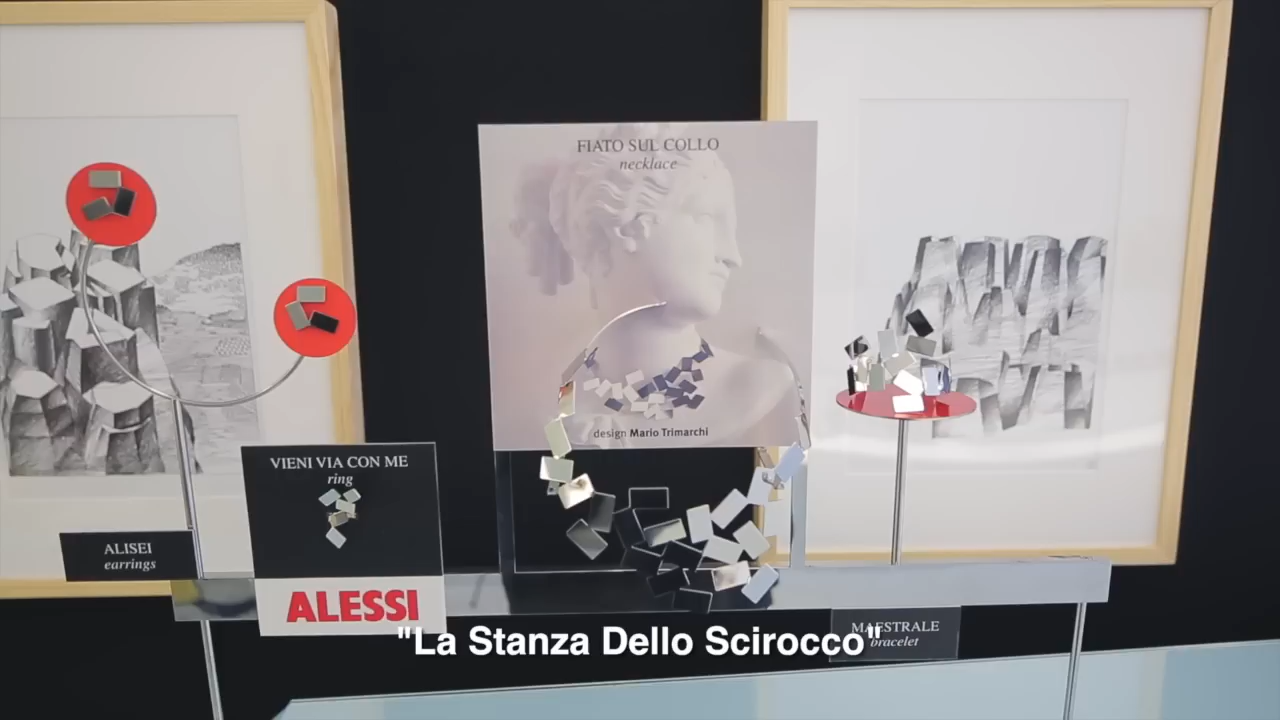 FIATO SUL COLLO
necklace
design Mario Trimarchi
VIENI VIA CON ME
ring
ALISEI
earrings
ALESSI
MAESTRALE
bracelet
"La Stanza Dello Scirocco"